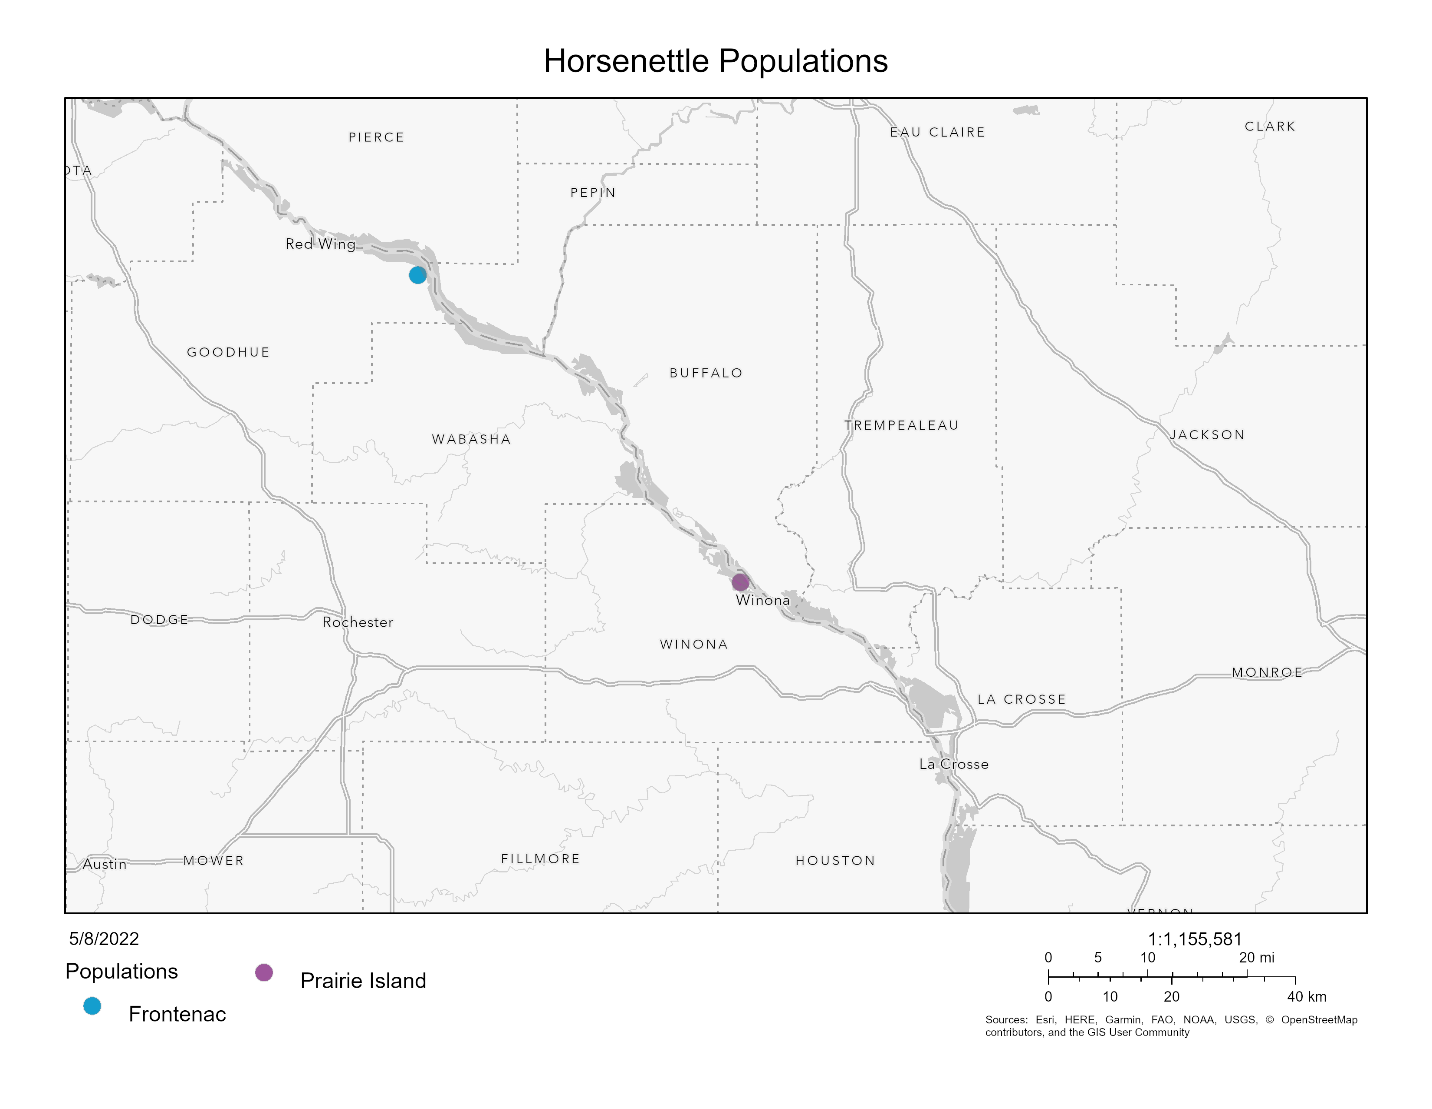 Horsenettle Populations
PIERCE
EAU CLAIRE
CLARK
OTA
PEPIN
Red Wing
GOODHUE
BUFFALO
WABASHA
TREMPEALEAU
JACKSON
Winona
DODGE
Rochester
WINONA
MONROE
LA CROSSE
La Crosse
Austin
MOWER
FILLMORE
HOUSTON
VERNON
5/8/2022
1:1,155,581
Populations
Prairie Island
Frontenac
0 5 10 20 mi
0 10 20 40 km
Sources: Esri, HERE, Garmin, FAO, NOAA, USGS, © OpenStreetMap
contributors, and the GIS User Community